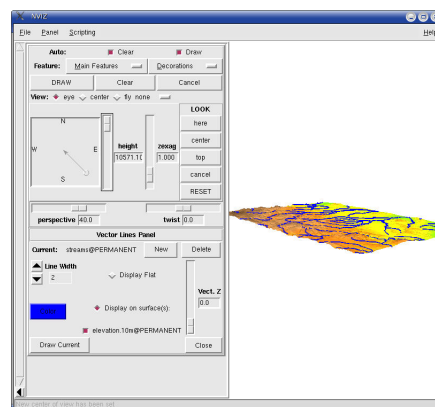 NVIZ
File Panel Scripting Help
Auto: Clear Draw
Feature: Main Features Decorations
DRAW Clear Cancel
View: eye center fly none
LOOK
here
center
top
cancel
RESET
N
W E
S
height zexag
10571.10 1.000
perspective 40.0 twist 0.0
Vector Lines Panel
Current: streams@PERMANENT New Delete
Line Width
2
Display Flat
Vect. Z
0.0
Display on surface(s):
elevation.10m@PERMANENT
Draw Current Close
New center of view has been set